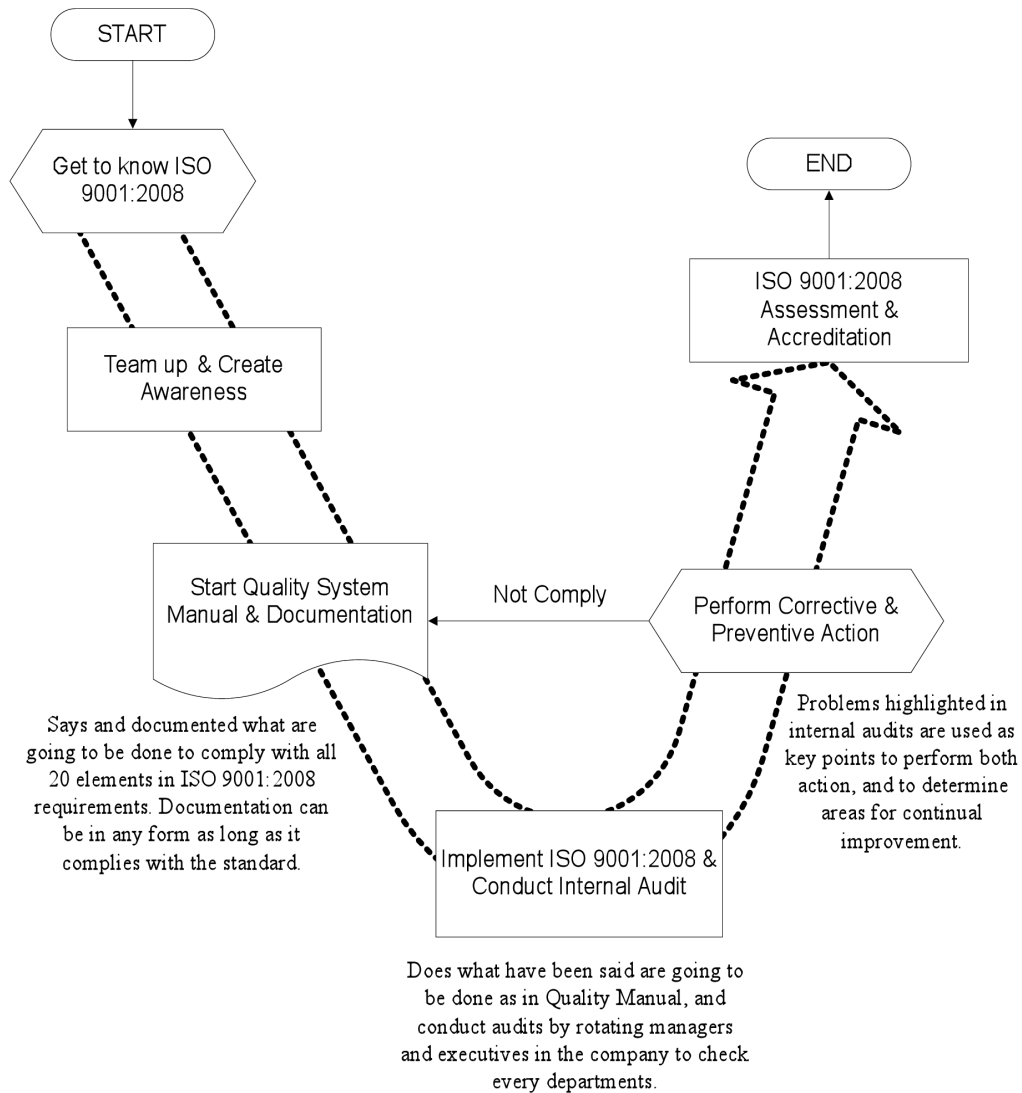 START
Get to know ISO
9001:2008
Team up & Create
Awareness
Start Quality System
Manual & Documentation
Says and documented what are
going to be done to comply with all
20 elements in ISO 9001:2008
requirements. Documentation can
be in any form as long as it
complies with the standard.
Implement ISO 9001:2008 &
Conduct Internal Audit
Does what have been said are going to
be done as in Quality Manual, and
conduct audits by rotating managers
and executives in the company to check
every departments.
Not Comply
Perform Corrective &
Preventive Action
Problems highlighted in
internal audits are used as
key points to perform both
action, and to determine
areas for continual
improvement.
ISO 9001:2008
Assessment &
Accreditation
END